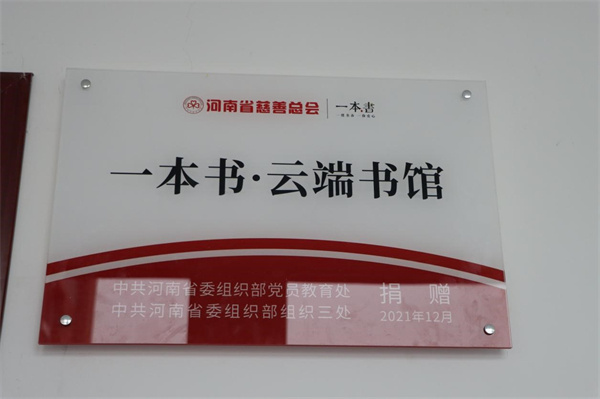 河南省慈善总会 一本書
一本书·云端书馆
中共河南省委组织部党员教育处 捐 赠
中共河南省委组织部组织三处 2021年12月